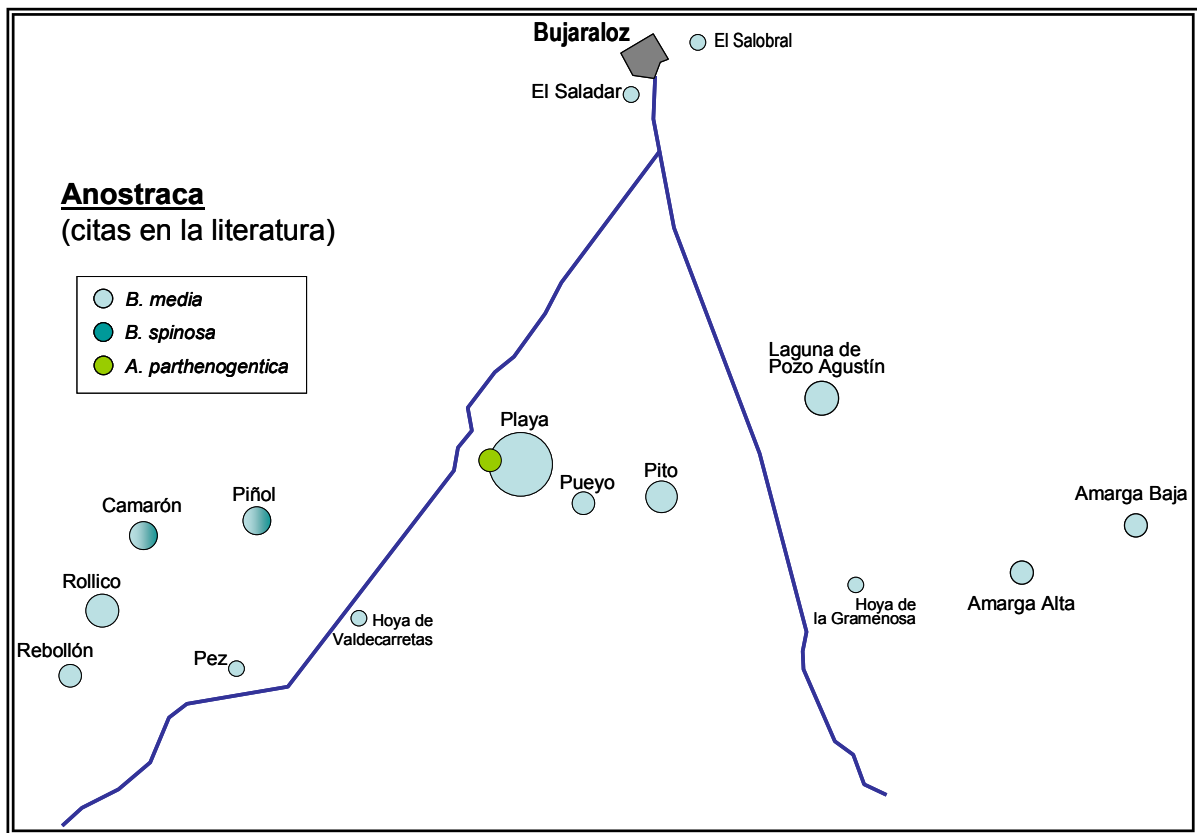 Bujaraloz
El Salobral
El Saladar
Anostraca
(citas en la literatura)
B. media
B. spinosa
A. parthenogentica
Laguna de
Pozo Agustín
Playa
Pueyo
Pito
Camarón
Piñol
Amarga Baja
Rollico
Hoya de
la Gramenosa
Amarga Alta
Hoya de
Valdecarretas
Rebollón
Pez